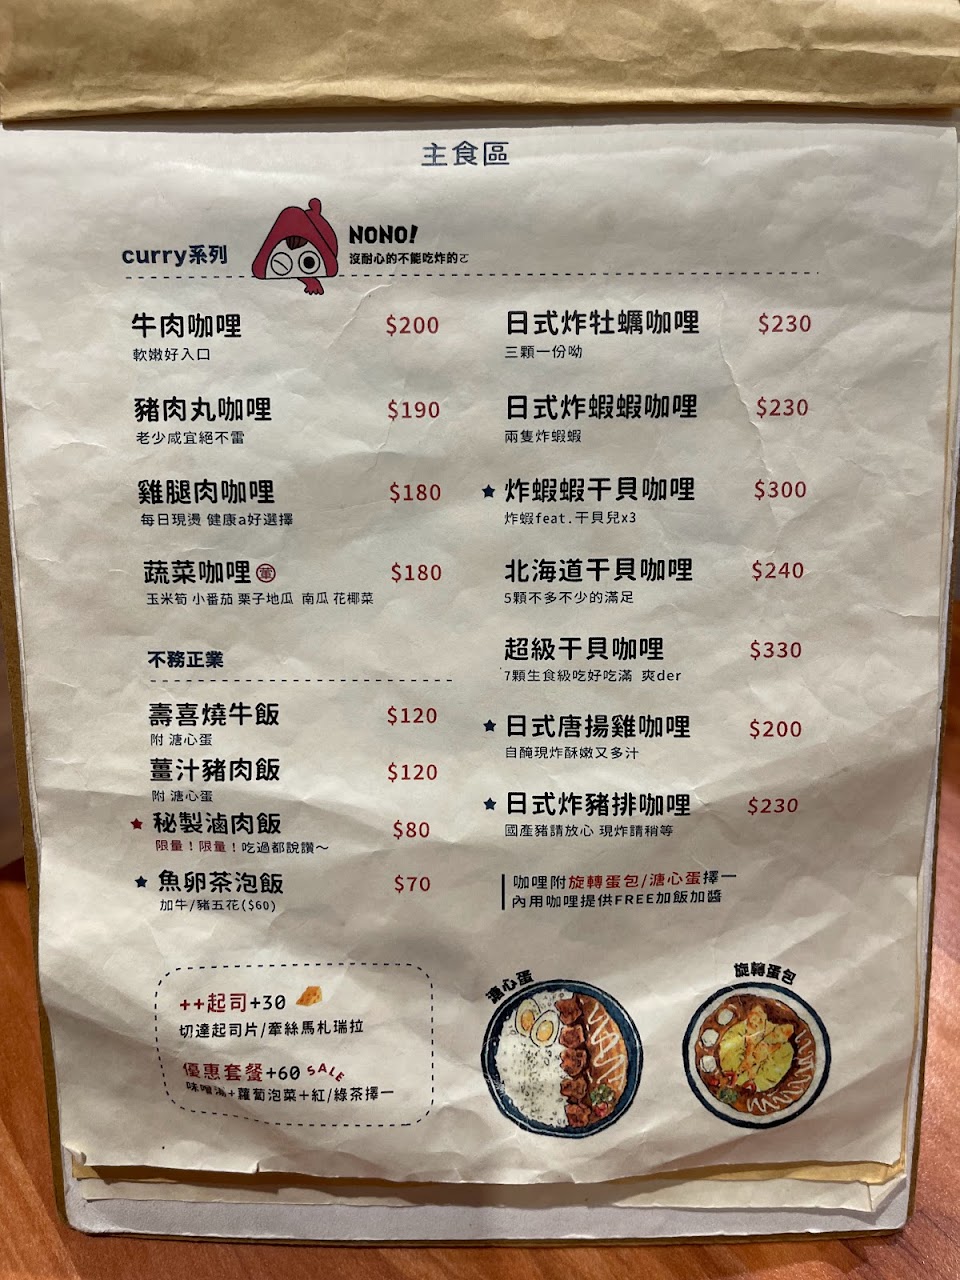 主食區
curry系列
NONO!
沒耐心的不能吃炸的ㄛ
牛肉咖哩 $200
軟嫩好入口
豬肉丸咖哩 $190
老少咸宜絕不雷
雞腿肉咖哩 $180
每日現燙 健康a好選擇
蔬菜咖哩 葷 $180
玉米筍 小番茄 栗子地瓜 南瓜 花椰菜
不務正業
壽喜燒牛飯 $120
附 溏心蛋
薑汁豬肉飯 $120
附 溏心蛋
★ 秘製滷肉飯 $80
限量！限量！吃過都說讚～
★ 魚卵茶泡飯 $70
加牛/豬五花($60)
日式炸牡蠣咖哩 $230
三顆一份呦
日式炸蝦蝦咖哩 $230
兩隻炸蝦蝦
★ 炸蝦蝦干貝咖哩 $300
炸蝦feat.干貝兒x3
北海道干貝咖哩 $240
5顆不多不少的滿足
超級干貝咖哩 $330
7顆生食級吃好吃滿 爽der
★ 日式唐揚雞咖哩 $200
自醃現炸酥嫩又多汁
★ 日式炸豬排咖哩 $230
國產豬請放心 現炸請稍等
咖哩附旋轉蛋包/溏心蛋擇一
內用咖哩提供FREE加飯加醬
++起司+30
切達起司片/牽絲馬札瑞拉
優惠套餐+60 SALE
味噌湯+蘿蔔泡菜+紅/綠茶擇一
溏心蛋
旋轉蛋包